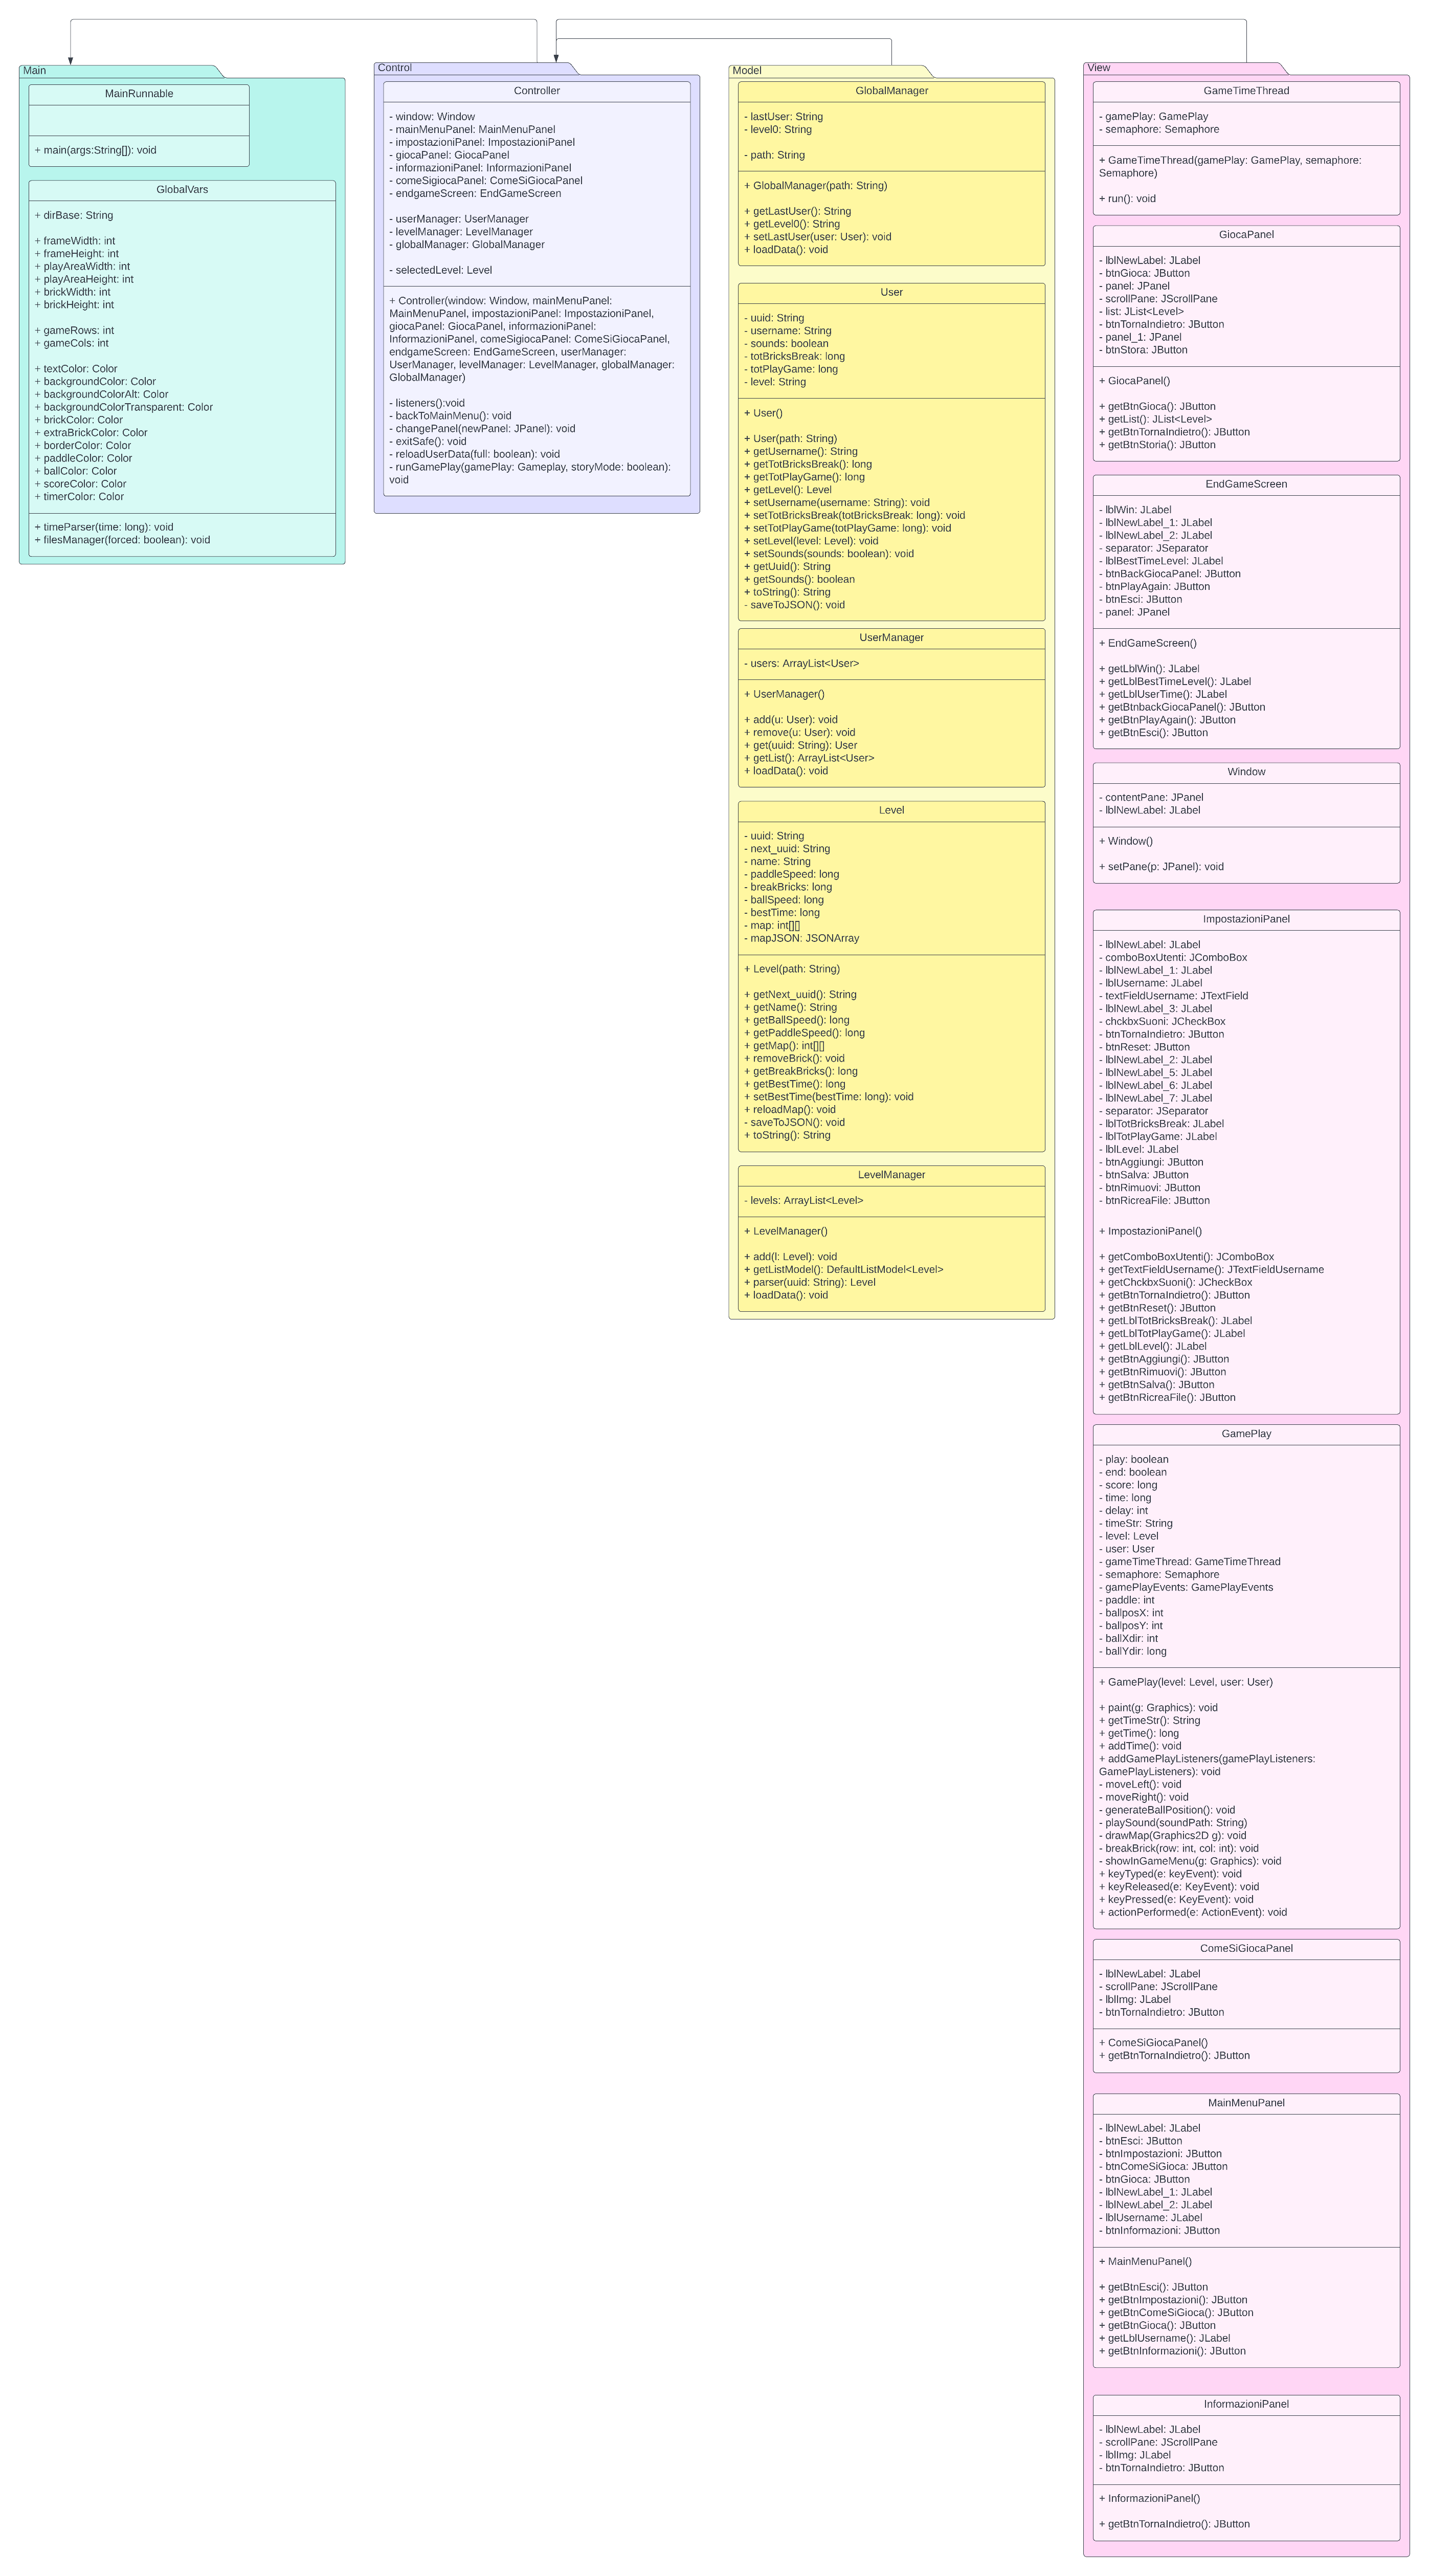 Main
MainRunnable
+ main(args:String[]): void
GlobalVars
+ dirBase: String
+ frameWidth: int
+ frameHeight: int
+ playAreaWidth: int
+ playAreaHeight: int
+ brickWidth: int
+ brickHeight: int
+ gameRows: int
+ gameCols: int
+ textColor: Color
+ backgroundColor: Color
+ backgroundColorAlt: Color
+ backgroundColorTransparent: Color
+ brickColor: Color
+ extraBrickColor: Color
+ borderColor: Color
+ paddleColor: Color
+ ballColor: Color
+ scoreColor: Color
+ timerColor: Color
+ timeParser(time: long): void
+ filesManager(forced: boolean): void
Control
Controller
- window: Window
- mainMenuPanel: MainMenuPanel
- impostazioniPanel: ImpostazioniPanel
- giocaPanel: GiocaPanel
- informazioniPanel: InformazioniPanel
- comeSigiocaPanel: ComeSiGiocaPanel
- endgameScreen: EndGameScreen
- userManager: UserManager
- levelManager: LevelManager
- globalManager: GlobalManager
- selectedLevel: Level
+ Controller(window: Window, mainMenuPanel:
MainMenuPanel, impostazioniPanel: ImpostazioniPanel,
giocaPanel: GiocaPanel, informazioniPanel:
InformazioniPanel, comeSigiocaPanel: ComeSiGiocaPanel,
endgameScreen: EndGameScreen, userManager:
UserManager, levelManager: LevelManager, globalManager:
GlobalManager)
- listeners():void
- backToMainMenu(): void
- changePanel(newPanel: JPanel): void
- exitSafe(): void
- reloadUserData(full: boolean): void
- runGamePlay(gamePlay: Gameplay, storyMode: boolean):
void
Model
GlobalManager
- lastUser: String
- level0: String
- path: String
+ GlobalManager(path: String)
+ getLastUser(): String
+ getLevel0(): String
+ setLastUser(user: User): void
+ loadData(): void
User
- uuid: String
- username: String
- sounds: boolean
- totBricksBreak: long
- totPlayGame: long
- level: String
+ User()
+ User(path: String)
+ getUsername(): String
+ getTotBricksBreak(): long
+ getTotPlayGame(): long
+ getLevel(): Level
+ setUsername(username: String): void
+ setTotBricksBreak(totBricksBreak: long): void
+ setTotPlayGame(totPlayGame: long): void
+ setLevel(level: Level): void
+ setSounds(sounds: boolean): void
+ getUuid(): String
+ getSounds(): boolean
+ toString(): String
- saveToJSON(): void
UserManager
- users: ArrayList<User>
+ UserManager()
+ add(u: User): void
+ remove(u: User): void
+ get(uuid: String): User
+ getList(): ArrayList<User>
+ loadData(): void
Level
- uuid: String
- next_uuid: String
- name: String
- paddleSpeed: long
- breakBricks: long
- ballSpeed: long
- bestTime: long
- map: int[][]
- mapJSON: JSONArray
+ Level(path: String)
+ getNext_uuid(): String
+ getName(): String
+ getBallSpeed(): long
+ getPaddleSpeed(): long
+ getMap(): int[][]
+ removeBrick(): void
+ getBreakBricks(): long
+ getBestTime(): long
+ setBestTime(bestTime: long): void
+ reloadMap(): void
- saveToJSON(): void
+ toString(): String
LevelManager
- levels: ArrayList<Level>
+ LevelManager()
+ add(l: Level): void
+ getListModel(): DefaultListModel<Level>
+ parser(uuid: String): Level
+ loadData(): void
View
GameTimeThread
- gamePlay: GamePlay
- semaphore: Semaphore
+ GameTimeThread(gamePlay: GamePlay, semaphore:
Semaphore)
+ run(): void
GiocaPanel
- lblNewLabel: JLabel
- btnGioca: JButton
- panel: JPanel
- scrollPane: JScrollPane
- list: JList<Level>
- btnTornaIndietro: JButton
- panel_1: JPanel
- btnStora: JButton
+ GiocaPanel()
+ getBtnGioca(): JButton
+ getList(): JList<Level>
+ getBtnTornaIndietro(): JButton
+ getBtnStoria(): JButton
EndGameScreen
- lblWin: JLabel
- lblNewLabel_1: JLabel
- lblNewLabel_2: JLabel
- separator: JSeparator
- lblBestTimeLevel: JLabel
- btnBackGiocaPanel: JButton
- btnPlayAgain: JButton
- btnEsci: JButton
- panel: JPanel
+ EndGameScreen()
+ getLblWin(): JLabel
+ getLblBestTimeLevel(): JLabel
+ getLblUserTime(): JLabel
+ getBtnbackGiocaPanel(): JButton
+ getBtnPlayAgain(): JButton
+ getBtnEsci(): JButton
Window
- contentPane: JPanel
- lblNewLabel: JLabel
+ Window()
+ setPane(p: JPanel): void
ImpostazioniPanel
- lblNewLabel: JLabel
- comboBoxUtenti: JComboBox
- lblNewLabel_1: JLabel
- lblUsername: JLabel
- textFieldUsername: JTextField
- lblNewLabel_3: JLabel
- chckbxSuoni: JCheckBox
- btnTornaIndietro: JButton
- btnReset: JButton
- lblNewLabel_2: JLabel
- lblNewLabel_5: JLabel
- lblNewLabel_6: JLabel
- lblNewLabel_7: JLabel
- separator: JSeparator
- lblTotBricksBreak: JLabel
- lblTotPlayGame: JLabel
- lblLevel: JLabel
- btnAggiungi: JButton
- btnSalva: JButton
- btnRimuovi: JButton
- btnRicreaFile: JButton
+ ImpostazioniPanel()
+ getComboBoxUtenti(): JComboBox
+ getTextFieldUsername(): JTextFieldUsername
+ getChckbxSuoni(): JCheckBox
+ getBtnTornaIndietro(): JButton
+ getBtnReset(): JButton
+ getLblTotBricksBreak(): JLabel
+ getLblTotPlayGame(): JLabel
+ getLblLevel(): JLabel
+ getBtnAggiungi(): JButton
+ getBtnRimuovi(): JButton
+ getBtnSalva(): JButton
+ getBtnRicreaFile(): JButton
GamePlay
- play: boolean
- end: boolean
- score: long
- time: long
- delay: int
- timeStr: String
- level: Level
- user: User
- gameTimeThread: GameTimeThread
- semaphore: Semaphore
- gamePlayEvents: GamePlayEvents
- paddle: int
- ballposX: int
- ballposY: int
- ballXdir: int
- ballYdir: long
+ GamePlay(level: Level, user: User)
+ paint(g: Graphics): void
+ getTimeStr(): String
+ getTime(): long
+ addTime(): void
+ addGamePlayListeners(gamePlayListeners:
GamePlayListeners): void
- moveLeft(): void
- moveRight(): void
- generateBallPosition(): void
- playSound(soundPath: String)
- drawMap(Graphics2D g): void
- breakBrick(row: int, col: int): void
- showInGameMenu(g: Graphics): void
+ keyTyped(e: keyEvent): void
+ keyReleased(e: KeyEvent): void
+ keyPressed(e: KeyEvent): void
+ actionPerformed(e: ActionEvent): void
ComeSiGiocaPanel
- lblNewLabel: JLabel
- scrollPane: JScrollPane
- lblImg: JLabel
- btnTornaIndietro: JButton
+ ComeSiGiocaPanel()
+ getBtnTornaIndietro(): JButton
MainMenuPanel
- lblNewLabel: JLabel
- btnEsci: JButton
- btnImpostazioni: JButton
- btnComeSiGioca: JButton
- btnGioca: JButton
- lblNewLabel_1: JLabel
- lblNewLabel_2: JLabel
- lblUsername: JLabel
- btnInformazioni: JButton
+ MainMenuPanel()
+ getBtnEsci(): JButton
+ getBtnImpostazioni(): JButton
+ getBtnComeSiGioca(): JButton
+ getBtnGioca(): JButton
+ getLblUsername(): JLabel
+ getBtnInformazioni(): JButton
InformazioniPanel
- lblNewLabel: JLabel
- scrollPane: JScrollPane
- lblImg: JLabel
- btnTornaIndietro: JButton
+ InformazioniPanel()
+ getBtnTornaIndietro(): JButton